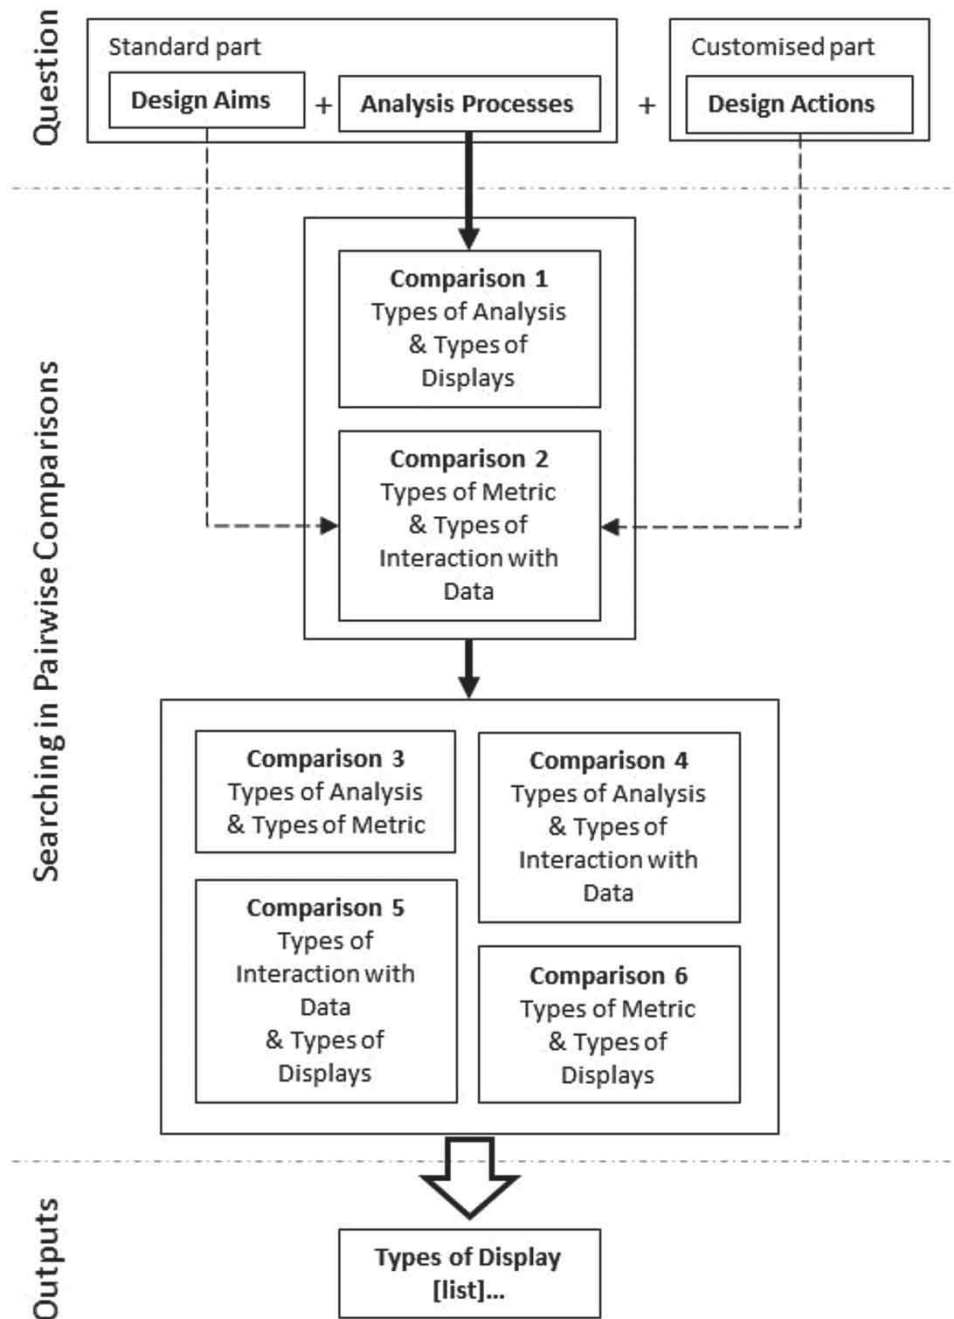 Question
Standard part
Design Aims
+
Analysis Processes
+
Customised part
Design Actions
Searching in Pairwise Comparisons
Comparison 1
Types of Analysis
& Types of
Displays
Comparison 2
Types of Metric
& Types of
Interaction with
Data
Comparison 3
Types of Analysis
& Types of Metric
Comparison 4
Types of Analysis
& Types of
Interaction with
Data
Comparison 5
Types of
Interaction with
Data
& Types of
Displays
Comparison 6
Types of Metric
& Types of
Displays
Outputs
Types of Display
[list]...